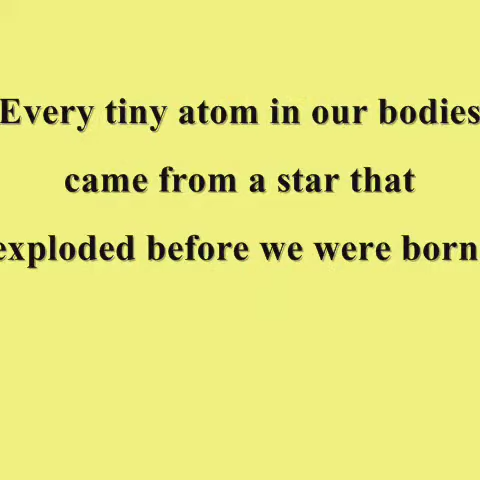 Every tiny atom in our bodies
came from a star that
exploded before we were born